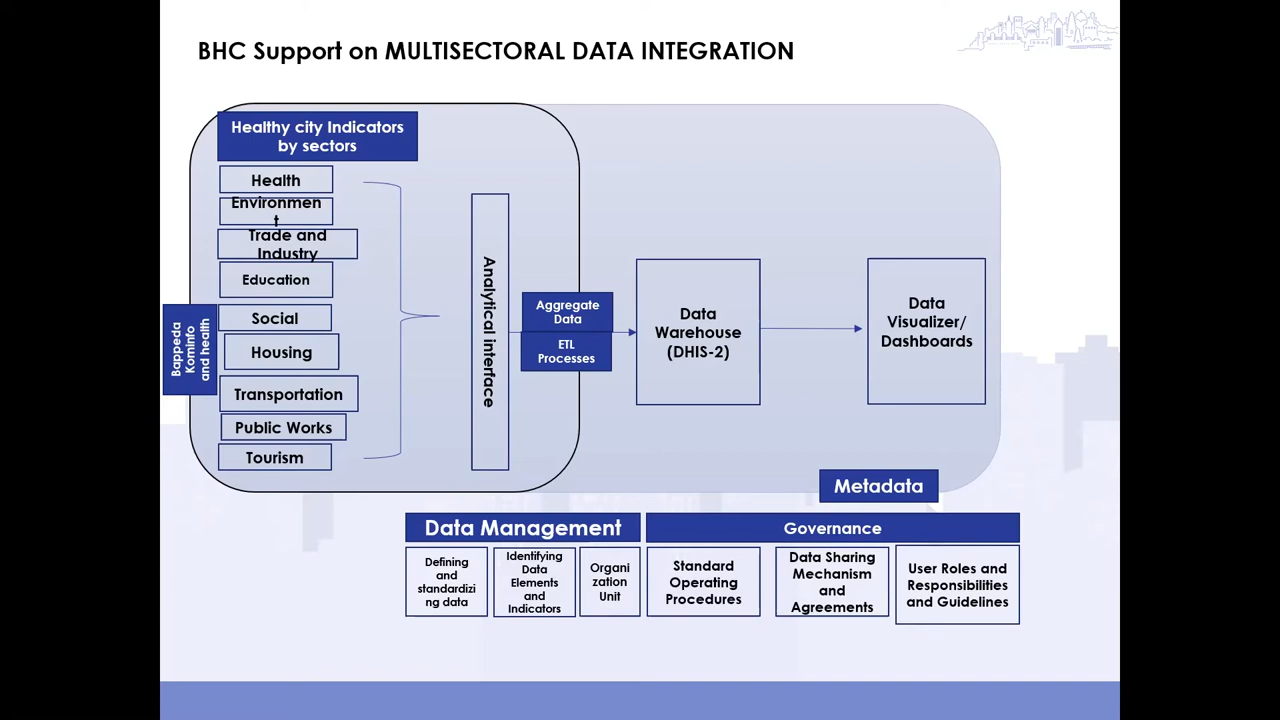 BHC Support on MULTISECTORAL DATA INTEGRATION
Healthy city Indicators
by sectors
Health
Environmen
t
Trade and
Industry
Education
Social
Housing
Transportation
Public Works
Tourism
Bappeda
Kominfo
and health
Analytical interface
Aggregate
Data
ETL
Processes
Data
Warehouse
(DHIS-2)
Data
Visualizer/
Dashboards
Metadata
Data Management
Defining
and
standardizi
ng data
Identifying
Data
Elements
and
Indicators
Organi
zation
Unit
Governance
Standard
Operating
Procedures
Data Sharing
Mechanism
and
Agreements
User Roles and
Responsibilities
and Guidelines